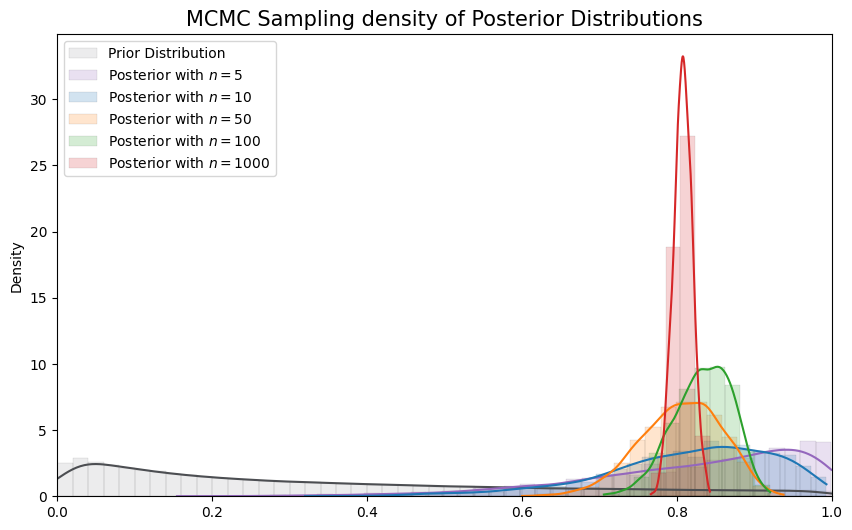 MCMC Sampling density of Posterior Distributions
Prior Distribution
Posterior with n = 5
Posterior with n = 10
Posterior with n = 50
Posterior with n = 100
Posterior with n = 1000
Density
30
25
20
15
10
5
0
0.0 0.2 0.4 0.6 0.8 1.0